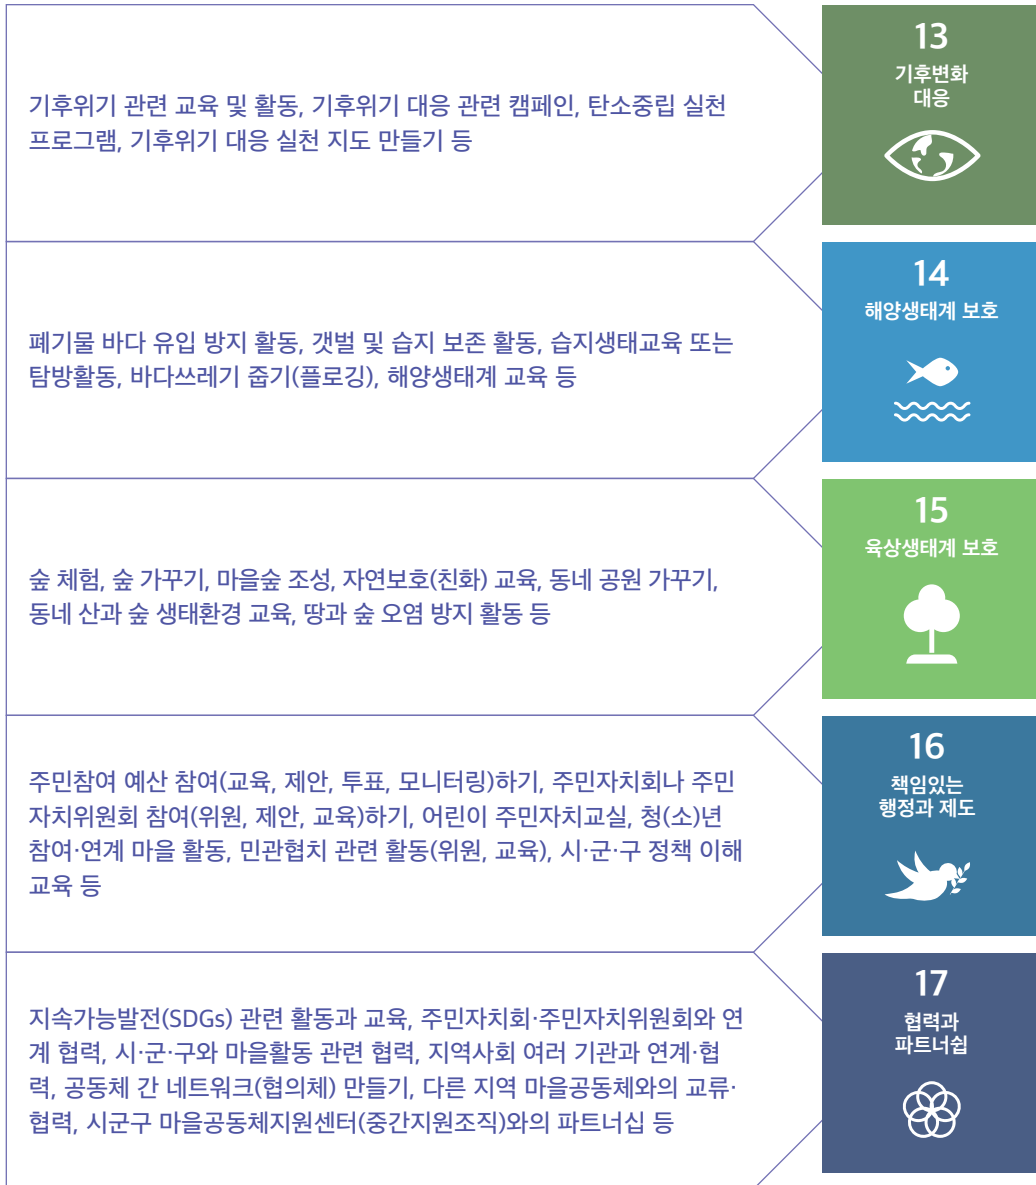 기후위기 관련 교육 및 활동, 기후위기 대응 관련 캠페인, 탄소중립 실천
프로그램, 기후위기 대응 실천 지도 만들기 등
13
기후변화
대응
폐기물 바다 유입 방지 활동, 갯벌 및 습지 보존 활동, 습지생태교육 또는
탐방활동, 바다쓰레기 줍기(플로깅), 해양생태계 교육 등
14
해양생태계 보호
숲 체험, 숲 가꾸기, 마을숲 조성, 자연보호(친화) 교육, 동네 공원 가꾸기,
동네 산과 숲 생태환경 교육, 땅과 숲 오염 방지 활동 등
15
육상생태계 보호
주민참여 예산 참여(교육, 제안, 투표, 모니터링)하기, 주민자치회나 주민
자치위원회 참여(위원, 제안, 교육)하기, 어린이 주민자치교실, 청(소)년
참여·연계 마을 활동, 민관협치 관련 활동(위원, 교육), 시·군·구 정책 이해
교육 등
16
책임있는
행정과 제도
지속가능발전(SDGs) 관련 활동과 교육, 주민자치회·주민자치위원회와 연
계 협력, 시·군·구와 마을활동 관련 협력, 지역사회 여러 기관과 연계·협
력, 공동체 간 네트워크(협의체) 만들기, 다른 지역 마을공동체와의 교류·
협력, 시군구 마을공동체지원센터(중간지원조직)와의 파트너십 등
17
협력과
파트너쉽